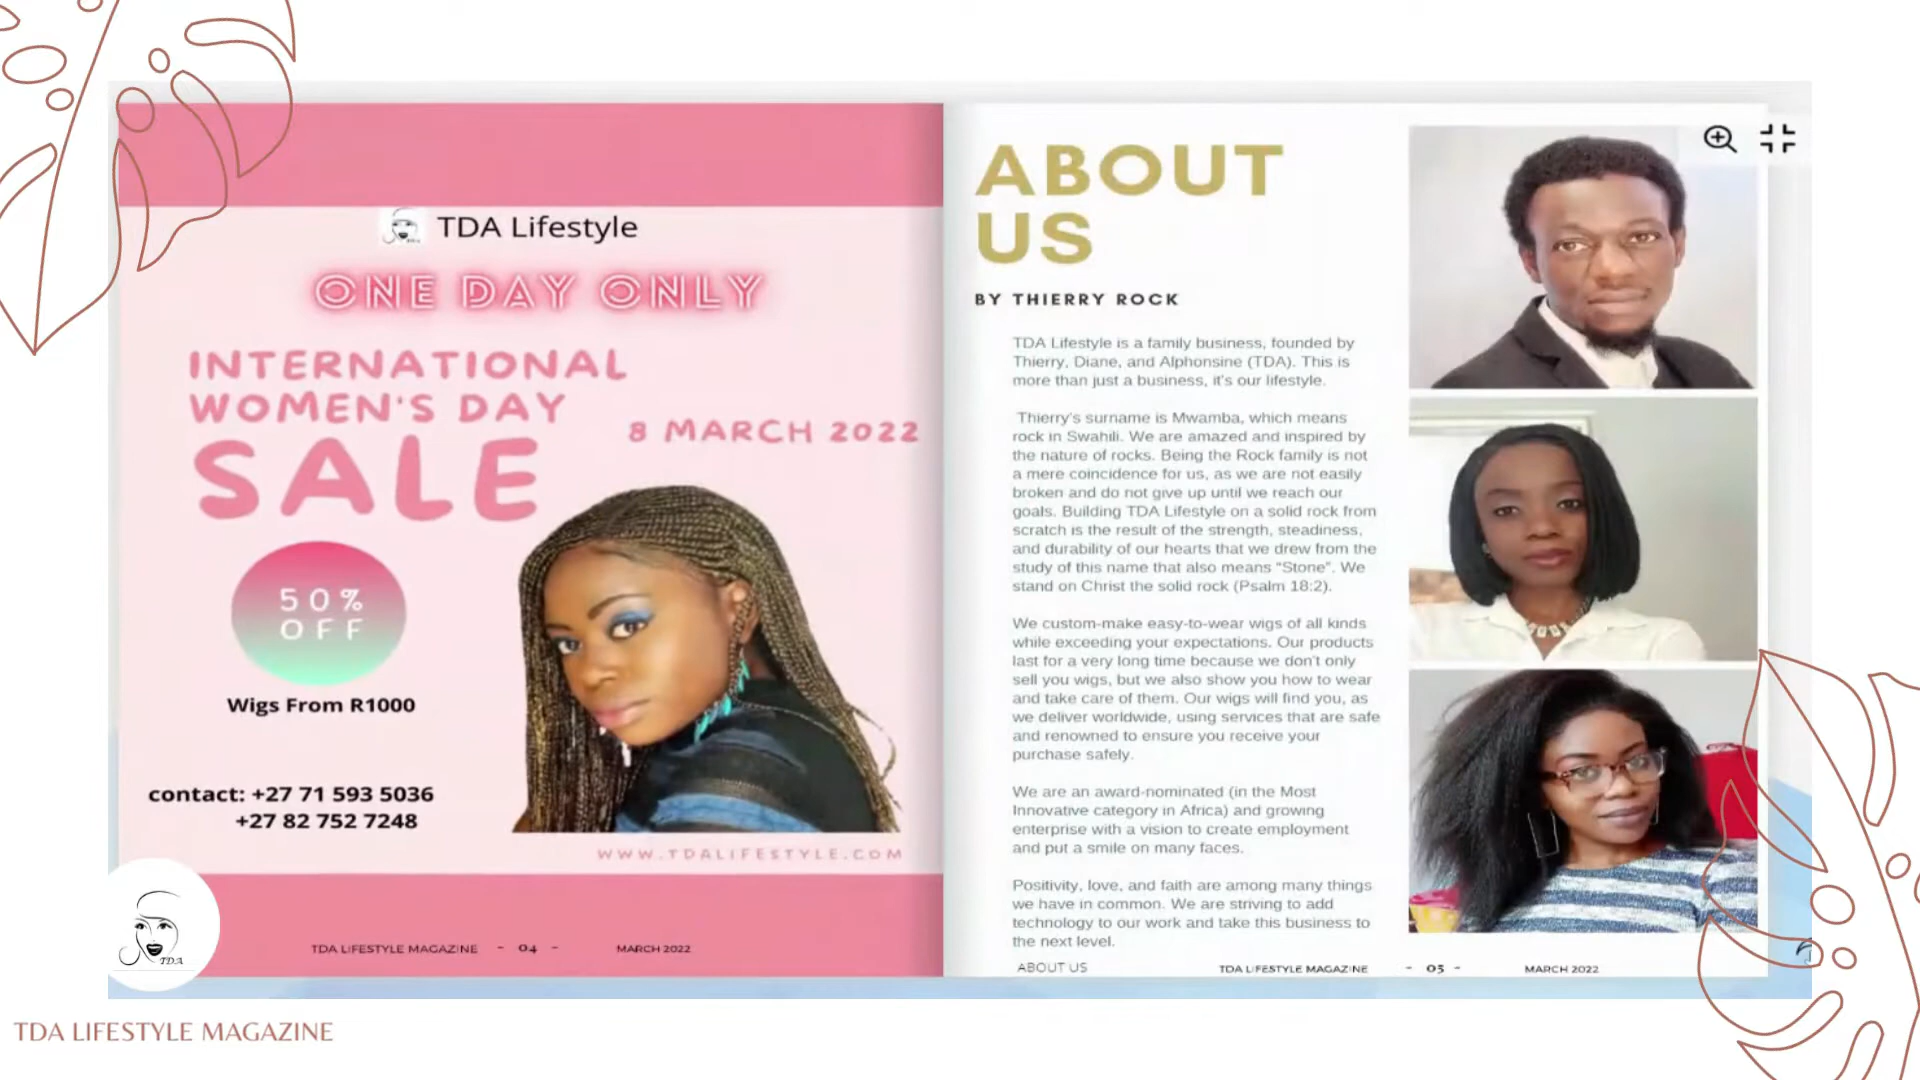 TDA Lifestyle
ONE DAY ONLY
INTERNATIONAL
WOMEN'S DAY
SALE
8 MARCH 2022
50%
OFF
Wigs From R1000
contact: +27 71 593 5036
+27 82 752 7248
WWW.TDALIFESTYLE.COM
TDA LIFESTYLE MAGAZINE - 04 - MARCH 2022
TDA
ABOUT
US
BY THIERRY ROCK
TDA Lifestyle is a family business, founded by
Thierry, Diane, and Alphonsine (TDA). This is
more than just a business, it's our lifestyle.
Thierry's surname is Mwamba, which means
rock in Swahili. We are amazed and inspired by
the nature of rocks. Being the Rock family is not
a mere coincidence for us, as we are not easily
broken and do not give up until we reach our
goals. Building TDA Lifestyle on a solid rock from
scratch is the result of the strength, steadiness,
and durability of our hearts that we drew from the
study of this name that also means “Stone”. We
stand on Christ the solid rock (Psalm 18:2).
We custom-make easy-to-wear wigs of all kinds
while exceeding your expectations. Our products
last for a very long time because we don't only
sell you wigs, but we also show you how to wear
and take care of them. Our wigs will find you, as
we deliver worldwide, using services that are safe
and renowned to ensure you receive your
purchase safely.
We are an award-nominated (in the Most
Innovative category in Africa) and growing
enterprise with a vision to create employment
and put a smile on many faces.
Positivity, love, and faith are among many things
we have in common. We are striving to add
technology to our work and take this business to
the next level.
ABOUT US
TDA LIFESTYLE MAGAZINE - 05 - MARCH 2022
TDA LIFESTYLE MAGAZINE